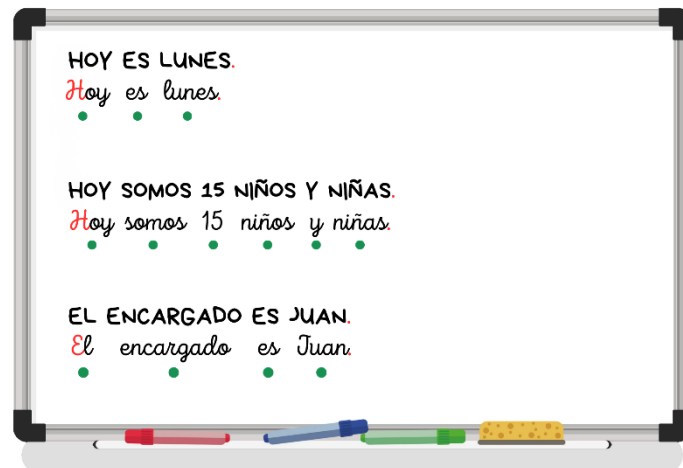 HOY ES LUNES.
Hoy es lunes.
HOY SOMOS 15 NIÑOS Y NIÑAS.
Hoy somos 15 niños y niñas.
EL ENCARGADO ES JUAN.
El encargado es Juan.